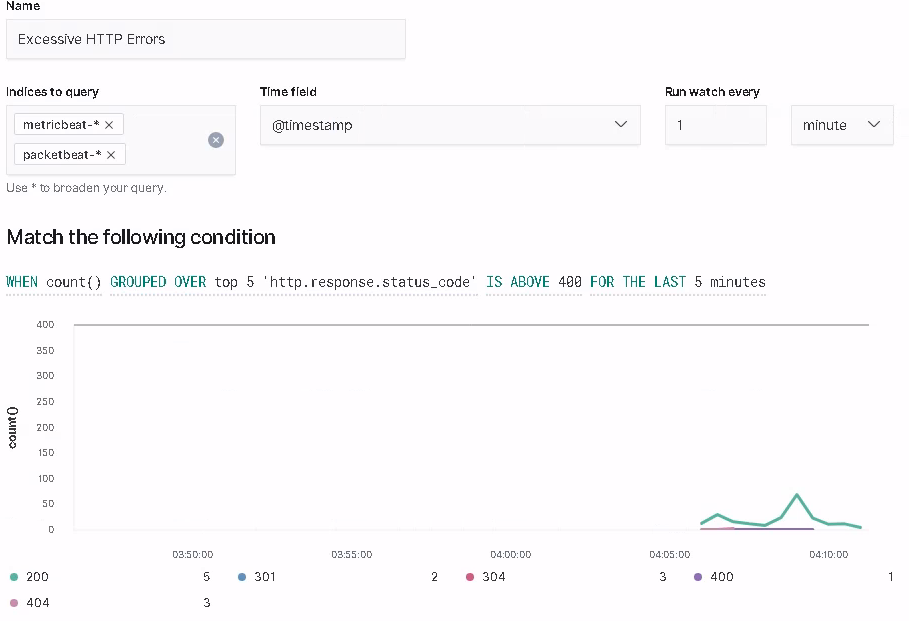 Name
Excessive HTTP Errors
Indices to query
Time field
Run watch every
metricbeat-*
packetbeat-*
@timestamp
1
minute
Use * to broaden your query.
Match the following condition
WHEN count() GROUPED OVER top 5 'http.response.status_code' IS ABOVE 400 FOR THE LAST 5 minutes
400
350
300
250
200
150
100
50
0
count()
03:50:00 03:55:00 04:00:00 04:05:00 04:10:00
200 5 301 2 304 3 400 1
404 3